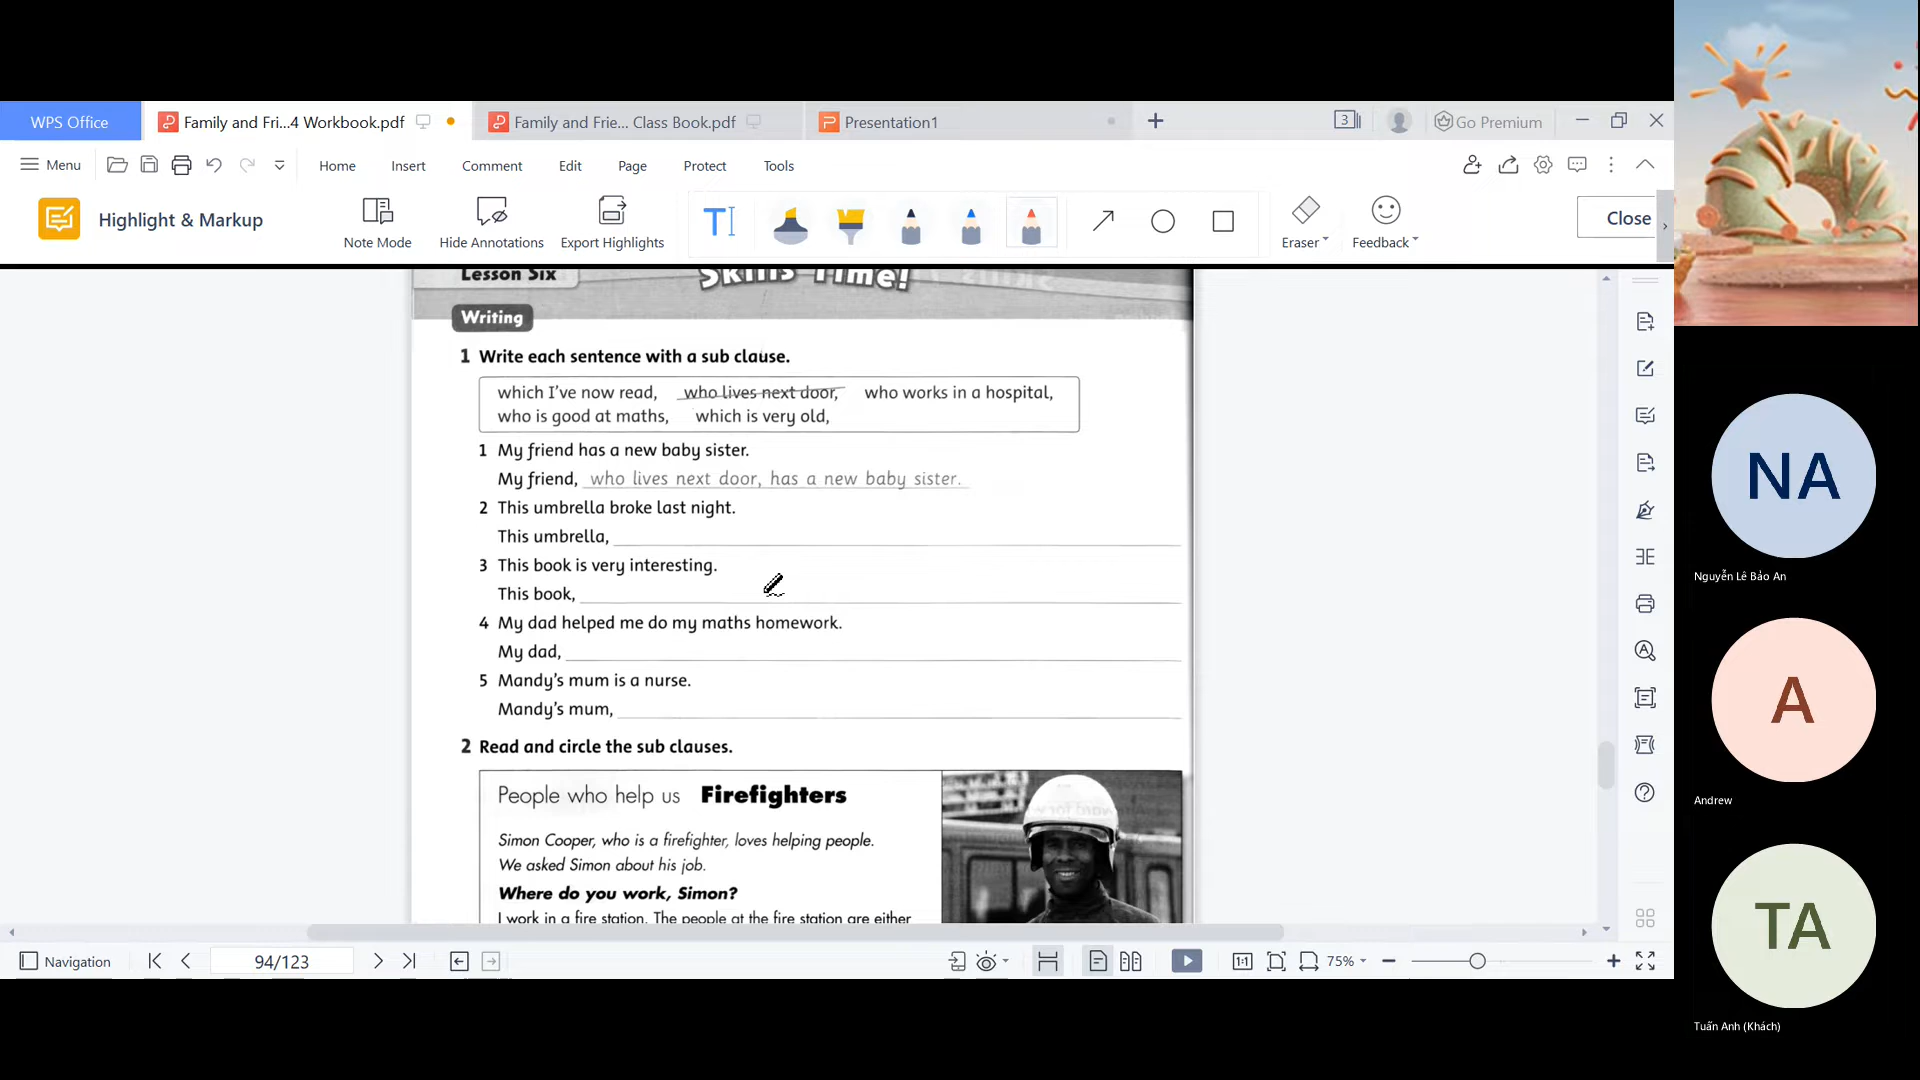 WPS Office
Family and Fri...4 Workbook.pdf
Family and Frie... Class Book.pdf
Presentation1
3
Go Premium
Menu
Home
Insert
Comment
Edit
Page
Protect
Tools
Highlight & Markup
Note Mode
Hide Annotations
Export Highlights
T
Eraser
Feedback
Close
Lesson Six
Skills Time!
Writing
1 Write each sentence with a sub clause.
which I've now read, who lives next door, who works in a hospital,
who is good at maths, which is very old,
1 My friend has a new baby sister.
My friend, who lives next door, has a new baby sister.
2 This umbrella broke last night.
This umbrella,
3 This book is very interesting.
This book,
4 My dad helped me do my maths homework.
My dad,
5 Mandy's mum is a nurse.
Mandy's mum,
2 Read and circle the sub clauses.
People who help us Firefighters
Simon Cooper, who is a firefighter, loves helping people.
We asked Simon about his job.
Where do you work, Simon?
I work in a fire station. The people at the fire station are either
Navigation
94/123
1:1
75%
NA
Nguyễn Lê Bảo An
A
Andrew
TA
Tuấn Anh (Khách)